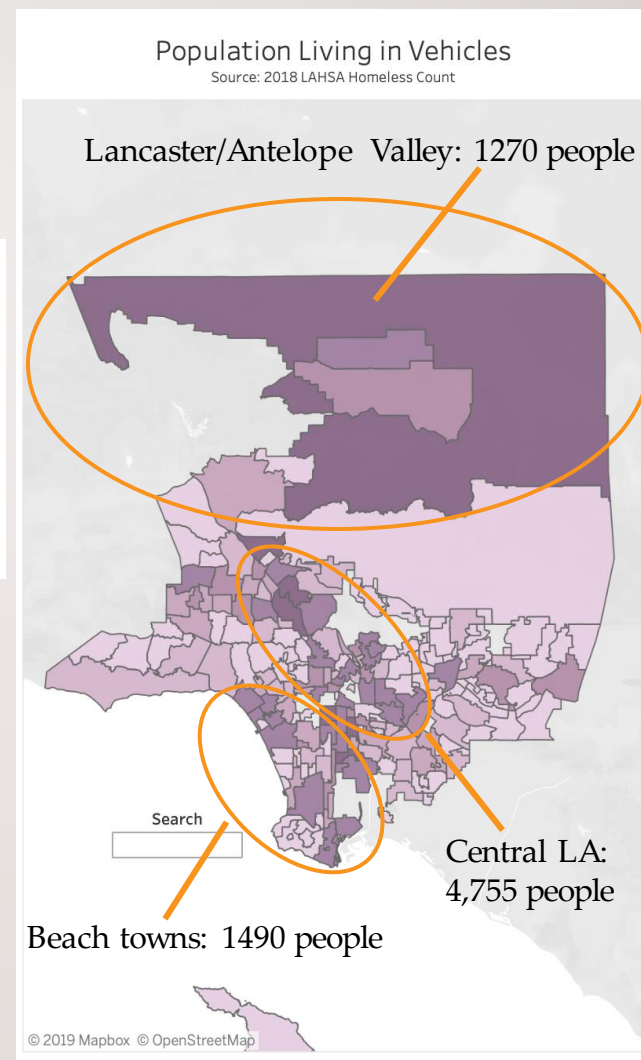 Population Living in Vehicles
Source: 2018 LAHSA Homeless Count
Lancaster/Antelope Valley: 1270 people
Search
Central LA:
4,755 people
Beach towns: 1490 people
© 2019 Mapbox © OpenStreetMap